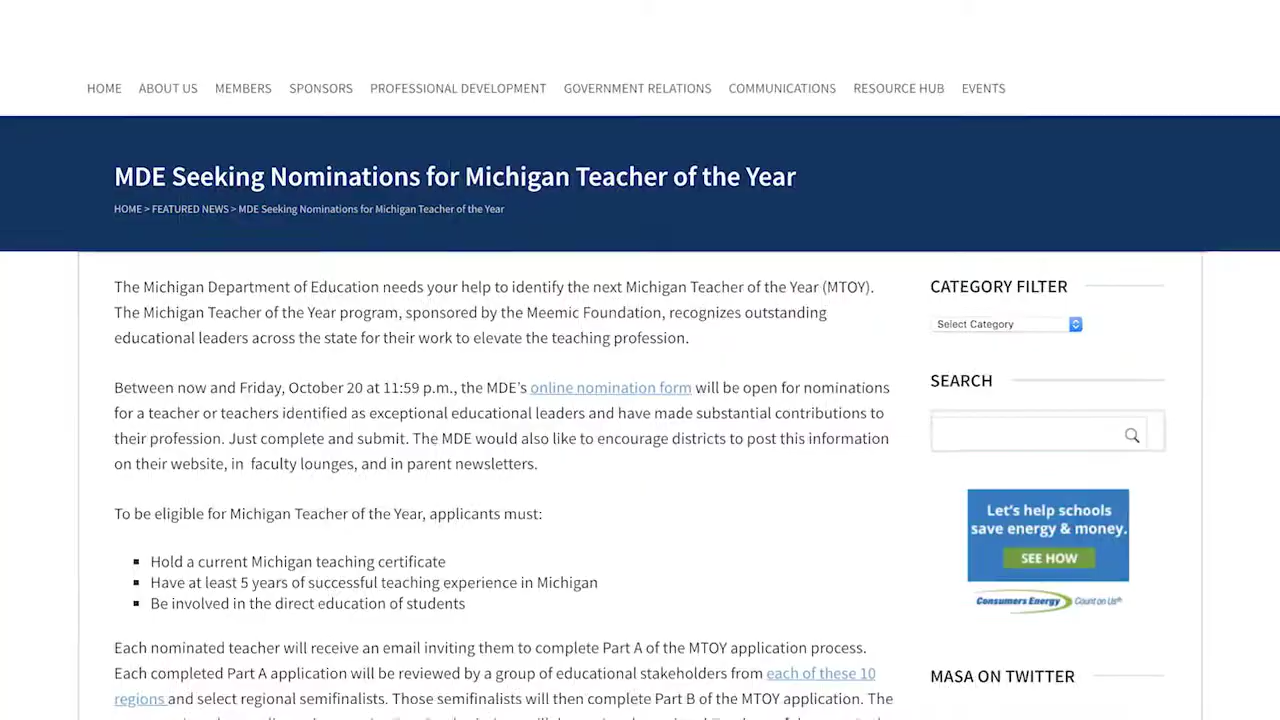 HOME ABOUT US MEMBERS SPONSORS PROFESSIONAL DEVELOPMENT GOVERNMENT RELATIONS COMMUNICATIONS RESOURCE HUB EVENTS
MDE Seeking Nominations for Michigan Teacher of the Year
HOME > FEATURED NEWS > MDE Seeking Nominations for Michigan Teacher of the Year
The Michigan Department of Education needs your help to identify the next Michigan Teacher of the Year (MTOY).
The Michigan Teacher of the Year program, sponsored by the Meemic Foundation, recognizes outstanding
educational leaders across the state for their work to elevate the teaching profession.
Between now and Friday, October 20 at 11:59 p.m., the MDE's online nomination form will be open for nominations
for a teacher or teachers identified as exceptional educational leaders and have made substantial contributions to
their profession. Just complete and submit. The MDE would also like to encourage districts to post this information
on their website, in faculty lounges, and in parent newsletters.
To be eligible for Michigan Teacher of the Year, applicants must:
Hold a current Michigan teaching certificate
Have at least 5 years of successful teaching experience in Michigan
Be involved in the direct education of students
Each nominated teacher will receive an email inviting them to complete Part A of the MTOY application process.
Each completed Part A application will be reviewed by a group of educational stakeholders from each of these 10
regions and select regional semifinalists. Those semifinalists will then complete Part B of the MTOY application. The
CATEGORY FILTER
Select Category
SEARCH
Let's help schools
save energy & money.
SEE HOW
Consumers Energy Count on Us®
MASA ON TWITTER